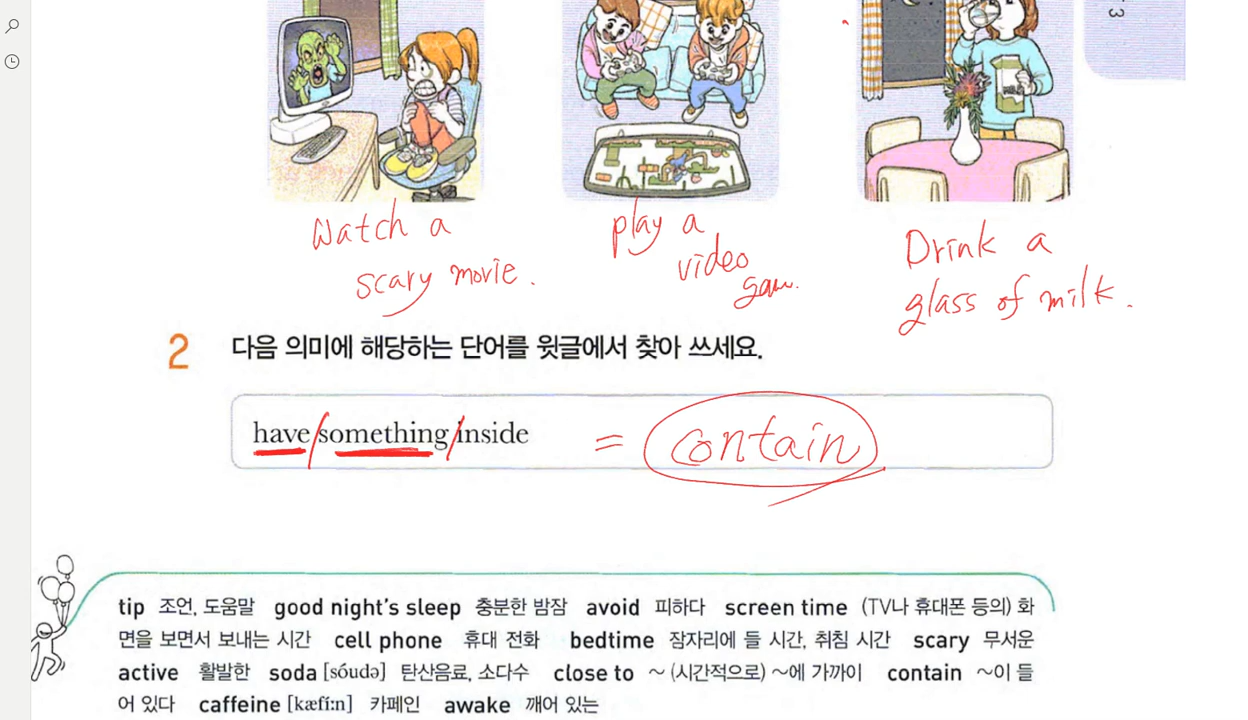 T 3
Watch a
scary movie.
play a
video
Drink a
glass of milk.
2 다음 의미에 해당하는 단어를 윗글에서 찾아 쓰세요.
have/something/inside = contain
tip 조언, 도움말 good night's sleep 충분한 밤잠 avoid 피하다 screen time (TV나 휴대폰 등의) 화
면을 보면서 보내는 시간 cell phone 휴대 전화 bedtime 잠자리에 들 시간, 취침 시간 scary 무서운
active 활발한 soda [sóudə] 탄산음료, 소다수 close to ~ (시간적으로) ~에 가까이 contain ~이 들
어 있다 caffeine [kæfíːn] 카페인 awake 깨어 있는